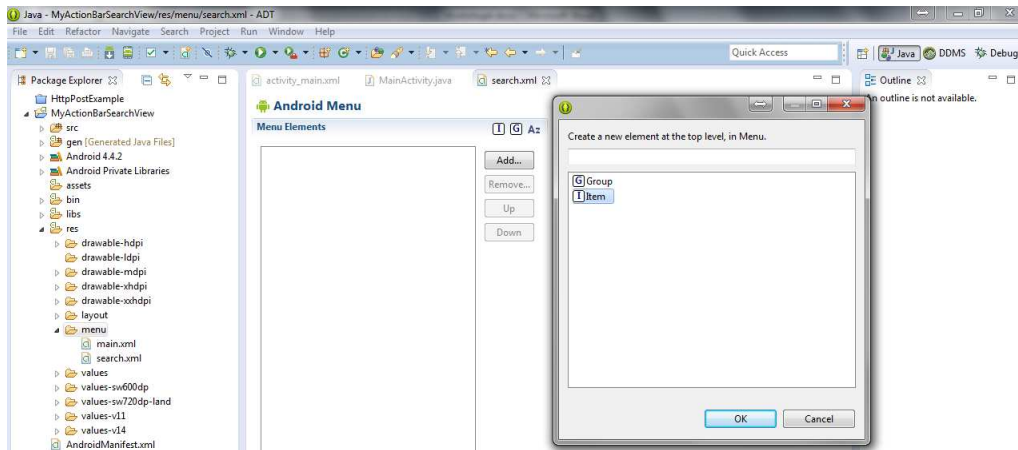 Java - MyActionBarSearchView/res/menu/search.xml - ADT
File Edit Refactor Navigate Search Project Run Window Help
Quick Access
Java DDMS Debug
Package Explorer
activity_main.xml MainActivity.java search.xml
Outline
HttpPostExample
MyActionBarSearchView
src
gen [Generated Java Files]
Android 4.4.2
Android Private Libraries
assets
bin
libs
res
drawable-hdpi
drawable-ldpi
drawable-mdpi
drawable-xhdpi
drawable-xxhdpi
layout
menu
main.xml
search.xml
values
values-sw600dp
values-sw720dp-land
values-v11
values-v14
AndroidManifest.xml
Android Menu
Menu Elements
I G Az
Add...
Remove...
Up
Down
Create a new element at the top level, in Menu.
G Group
I Item
OK Cancel
An outline is not available.